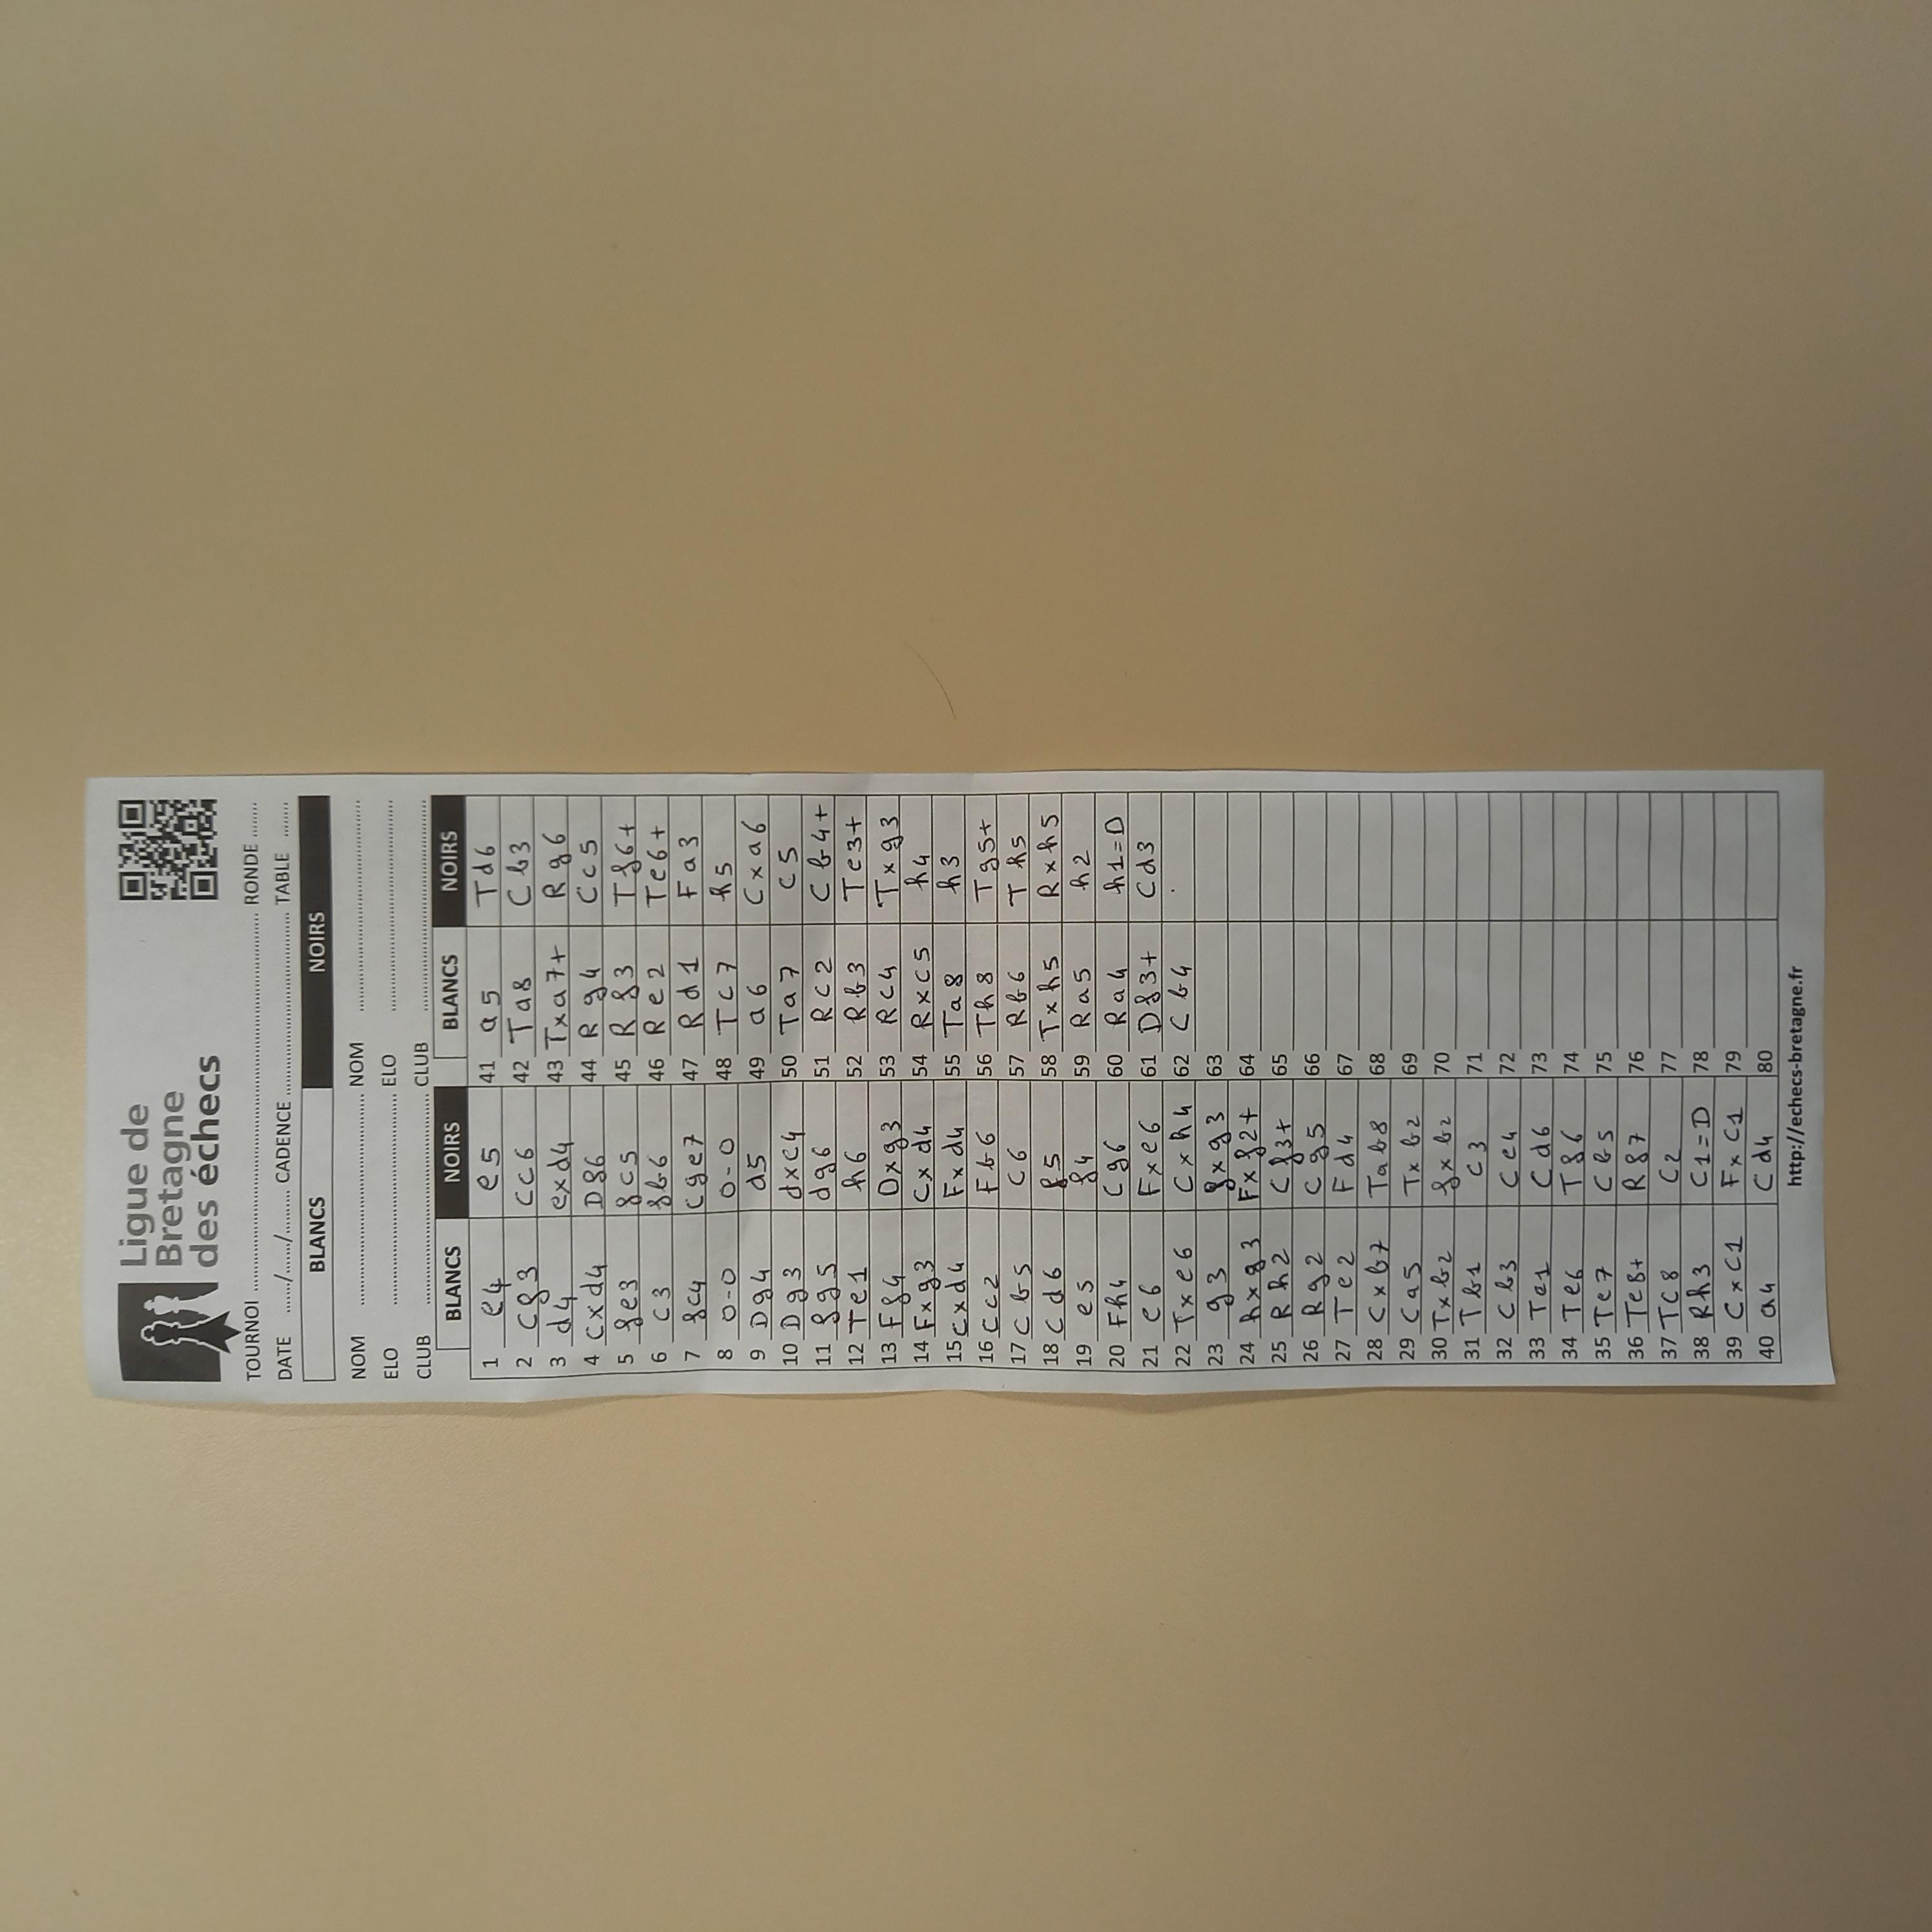 Ligue de
Bretagne
des échecs
TOURNOI ........ RONDE ........
DATE ......./......./.......... CADENCE ........ TABLE ........
BLANCS NOIRS
NOM ........ NOM ........
ELO ........ ELO ........
CLUB ........ CLUB ........
BLANCS NOIRS BLANCS NOIRS
1 e4 e5 41 a5 Td6
2 Cf3 Cc6 42 Ta8 Cb3
3 d4 exd4 43 Txa7+ Rg6
4 Cxd4 Df6 44 Rg4 Cc5
5 fe3 fc5 45 Rf3 Tf6+
6 c3 fb6 46 Re2 Te6+
7 fc4 Cge7 47 Rd1 Fa3
8 0-0 0-0 48 Tc7 h5
9 Dg4 d5 49 a6 Cxa6
10 Dg3 dxc4 50 Ta7 c5
11 fg5 dg6 51 Rc2 Cb4+
12 Te1 h6 52 Rb3 Te3+
13 Ff4 Dxg3 53 Rc4 Txg3
14 Fxg3 Cxd4 54 Rxc5 h4
15 cxd4 Fxd4 55 Ta8 h3
16 Cc2 Fb6 56 Th8 Tg5+
17 Cb5 c6 57 Rb6 Th5
18 Cd6 f5 58 Txh5 Rxh5
19 e5 f4 59 Ra5 h2
20 Fh4 Cg6 60 Ra4 h1=D
21 e6 Fxe6 61 Df3+ Cd3
22 Txe6 Cxh4 62 Cb4
23 g3 fxg3 63
24 hxg3 Fxf2+ 64
25 Rh2 Cf3+ 65
26 Rg2 Cg5 66
27 Te2 Fd4 67
28 Cxb7 Tab8 68
29 Ca5 Txb2 69
30 Txb2 fxb2 70
31 Tb1 c3 71
32 Cb3 Ce4 72
33 Te1 Cd6 73
34 Te6 Tf6 74
35 Te7 Cb5 75
36 Te8+ Rf7 76
37 Tc8 c2 77
38 Rh3 c1=D 78
39 Cxc1 Fxc1 79
40 a4 Cd4 80
http://echecs-bretagne.fr